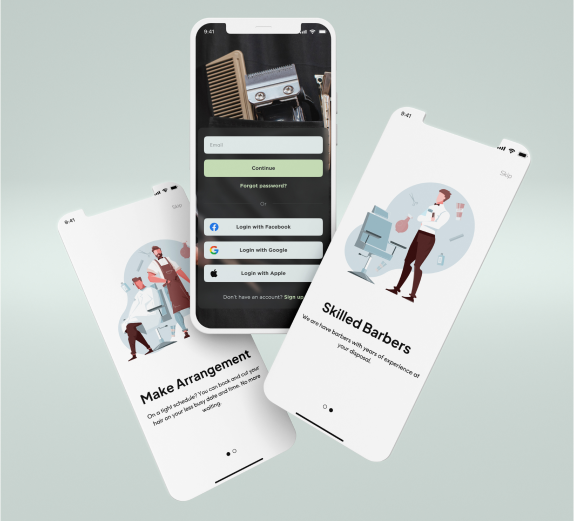 9:41
Email
Continue
Forgot password?
Or
Login with Facebook
Login with Google
Login with Apple
Don't have an account? Sign up
9:41
Skip
Make Arrangement
On a tight schedule? You can book and cut your
hair on your less busy date and time. No more
waiting.
9:41
Skip
Skilled Barbers
We are have barbers with years of experience of
your disposal.